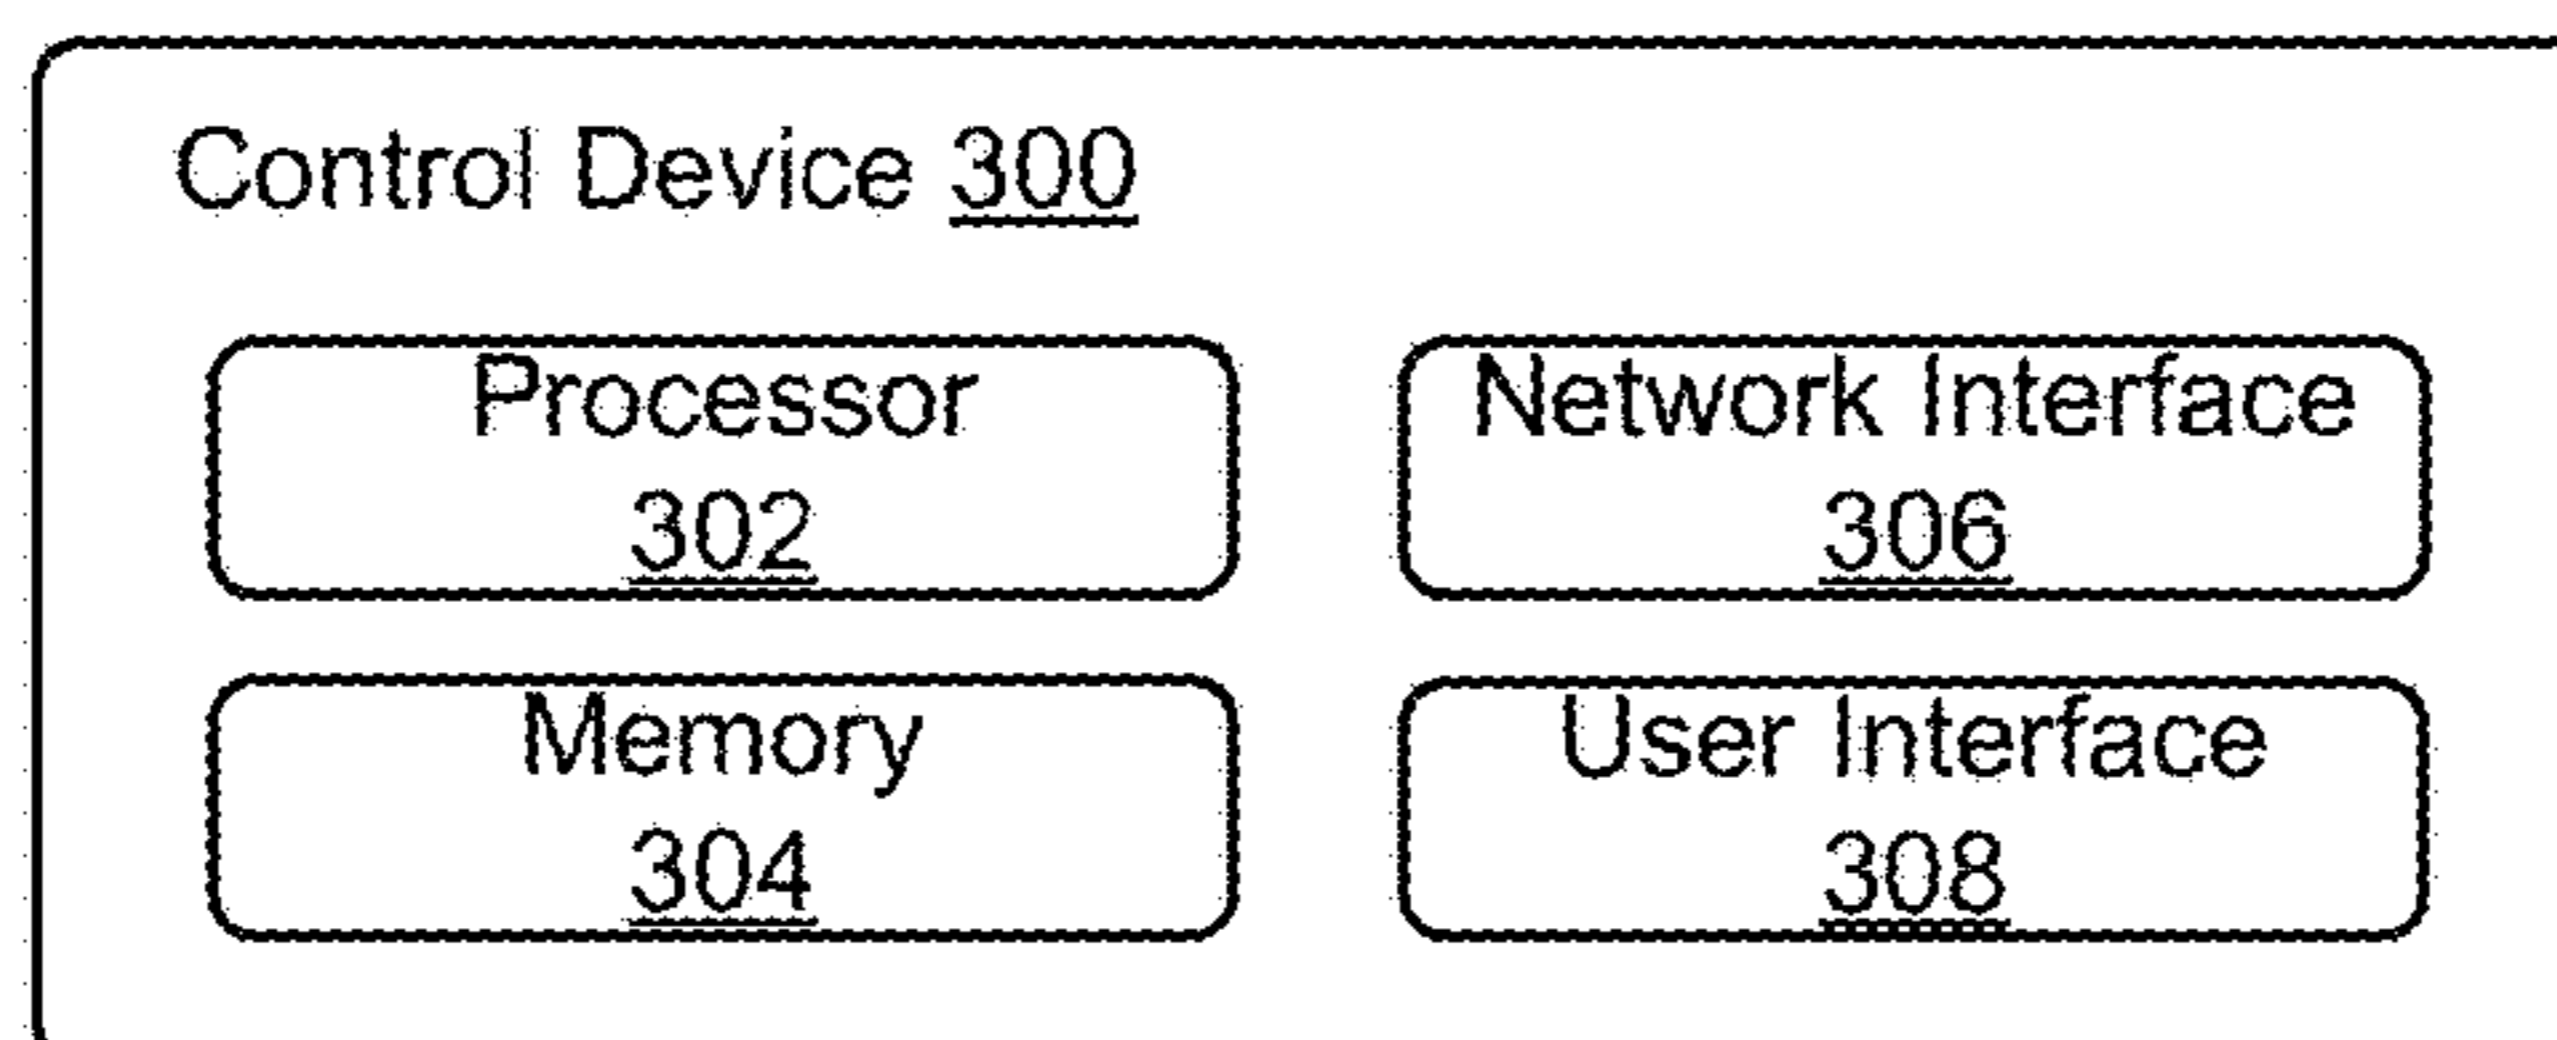 Control Device 300
Processor
302
Network Interface
306
Memory
304
User Interface
308